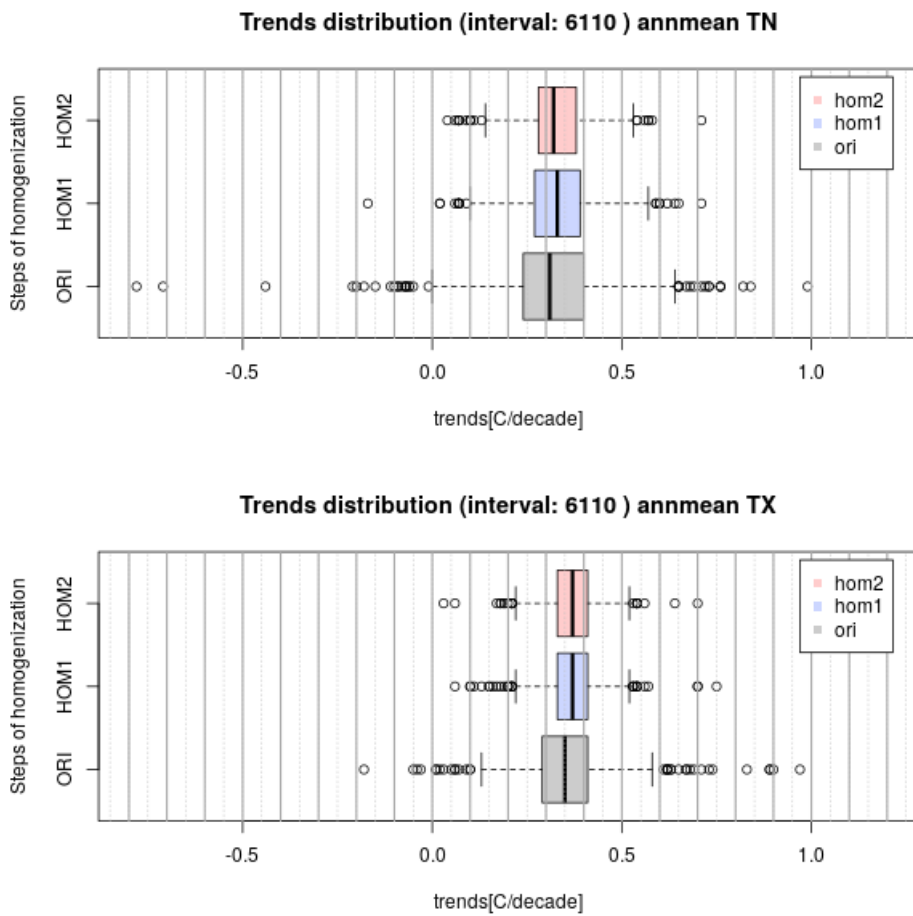 Trends distribution (interval: 6110 ) annmean TN
Steps of homogenization
HOM2
HOM1
ORI
hom2
hom1
ori
-0.5
0.0
0.5
1.0
trends[C/decade]
Trends distribution (interval: 6110 ) annmean TX
Steps of homogenization
HOM2
HOM1
ORI
hom2
hom1
ori
-0.5
0.0
0.5
1.0
trends[C/decade]